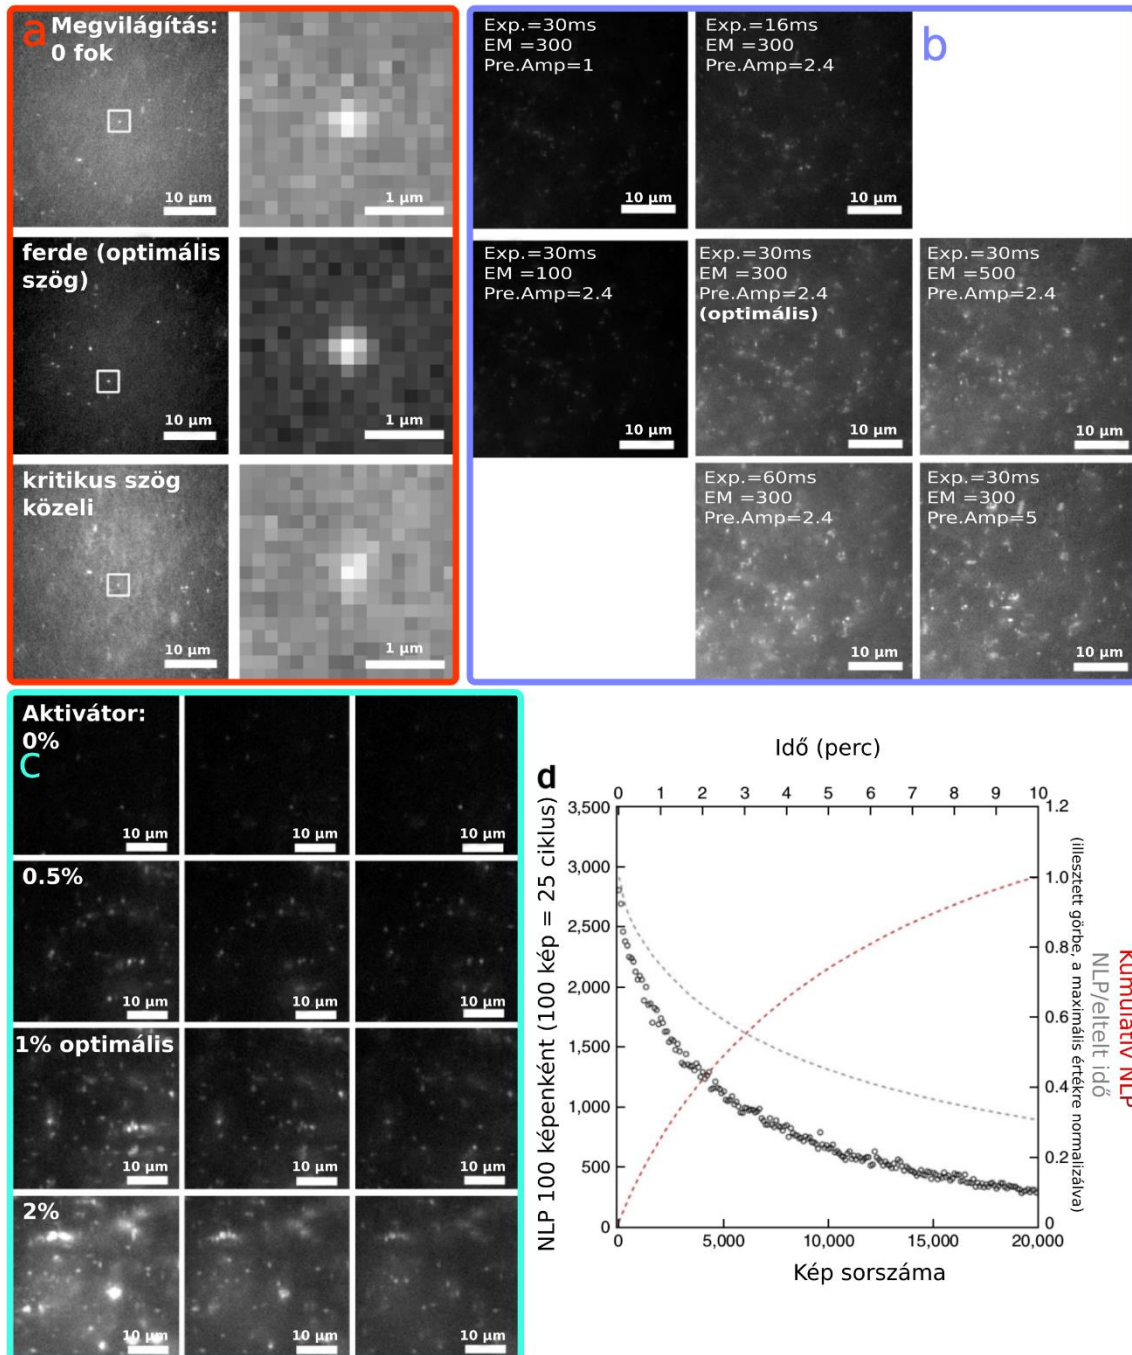 a
Megvilágítás:
0 fok
10 µm
1 µm
ferde (optimális
szög)
10 µm
1 µm
kritikus szög
közeli
10 µm
1 µm
b
Exp.=30ms
EM =300
Pre.Amp=1
10 µm
Exp.=16ms
EM =300
Pre.Amp=2.4
10 µm
Exp.=30ms
EM =100
Pre.Amp=2.4
10 µm
Exp.=30ms
EM =300
Pre.Amp=2.4
(optimális)
10 µm
Exp.=30ms
EM =500
Pre.Amp=2.4
10 µm
Exp.=60ms
EM =300
Pre.Amp=2.4
10 µm
Exp.=30ms
EM =300
Pre.Amp=5
10 µm
c
Aktivátor:
0%
10 µm
10 µm
10 µm
0.5%
10 µm
10 µm
10 µm
1% optimális
10 µm
10 µm
10 µm
2%
10 µm
10 µm
10 µm
d
Idő (perc)
0 1 2 3 4 5 6 7 8 9 10
NLP 100 képenként (100 kép = 25 ciklus)
3,500
3,000
2,500
2,000
1,500
1,000
500
0
1.2
1.0
0.8
0.6
0.4
0.2
0
(illesztett görbe, a maximális értékre normalizálva)
NLP/eltelt idő
Kumulatív NLP
0 5,000 10,000 15,000 20,000
Kép sorszáma